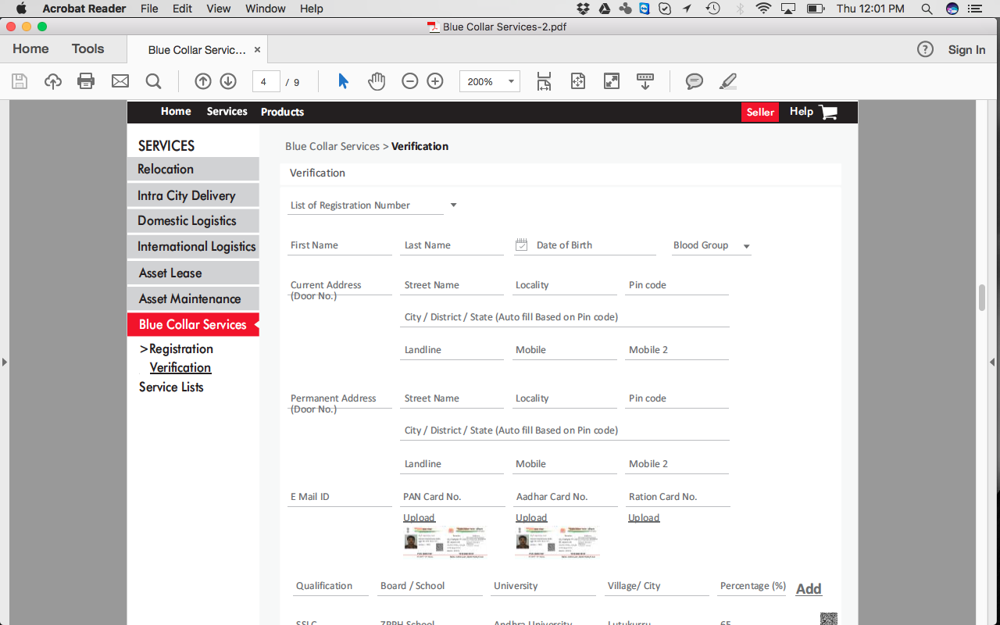 Acrobat Reader File Edit View Window Help Thu 12:01 PM
Blue Collar Services-2.pdf
Home Tools Blue Collar Servic... × ? Sign In
4 / 9 200%
Home Services Products Seller Help
SERVICES
Relocation
Intra City Delivery
Domestic Logistics
International Logistics
Asset Lease
Asset Maintenance
Blue Collar Services
>Registration
Verification
Service Lists
Blue Collar Services > Verification
Verification
List of Registration Number
First Name Last Name Date of Birth Blood Group
Current Address Street Name Locality Pin code
(Door No.)
City / District / State (Auto fill Based on Pin code)
Landline Mobile Mobile 2
Permanent Address Street Name Locality Pin code
(Door No.)
City / District / State (Auto fill Based on Pin code)
Landline Mobile Mobile 2
E Mail ID PAN Card No. Aadhar Card No. Ration Card No.
Upload Upload Upload
Qualification Board / School University Village/ City Percentage (%) Add
SSLC ZPPH School Andhra University Lutukurru 65